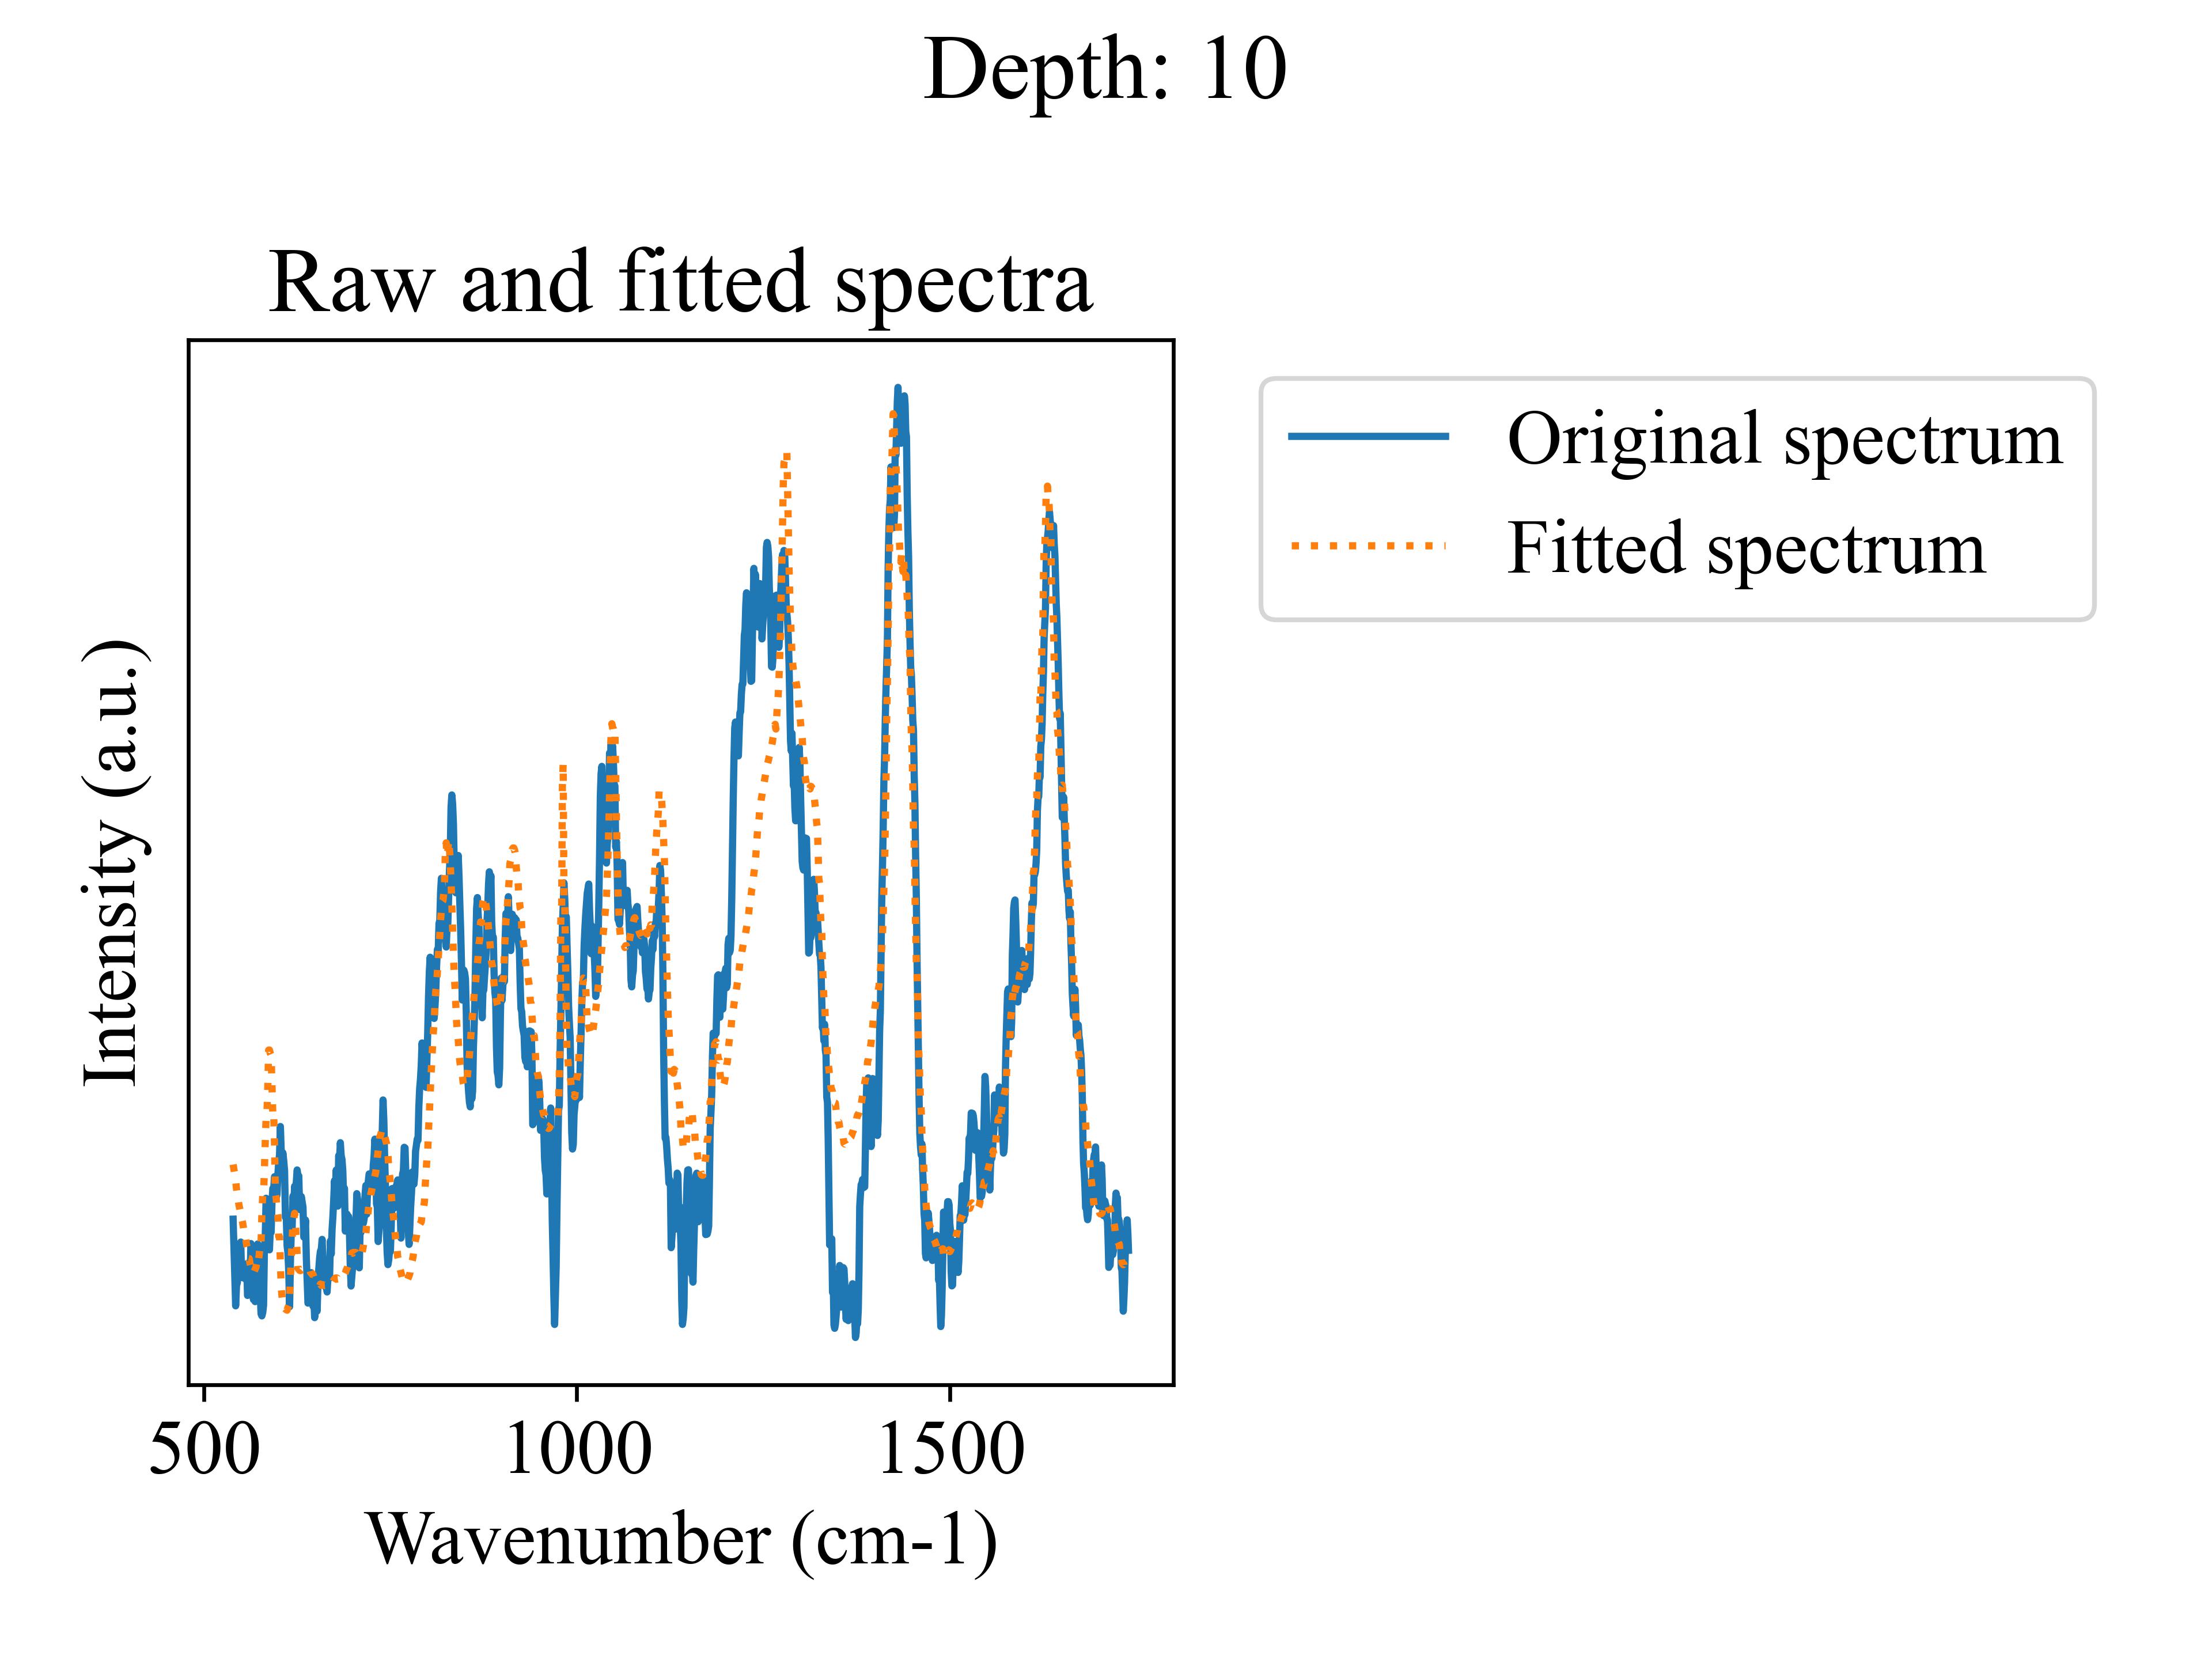 Depth: 10
Raw and fitted spectra
Original spectrum
Fitted spectrum
Intensity (a.u.)
500 1000 1500
Wavenumber (cm-1)